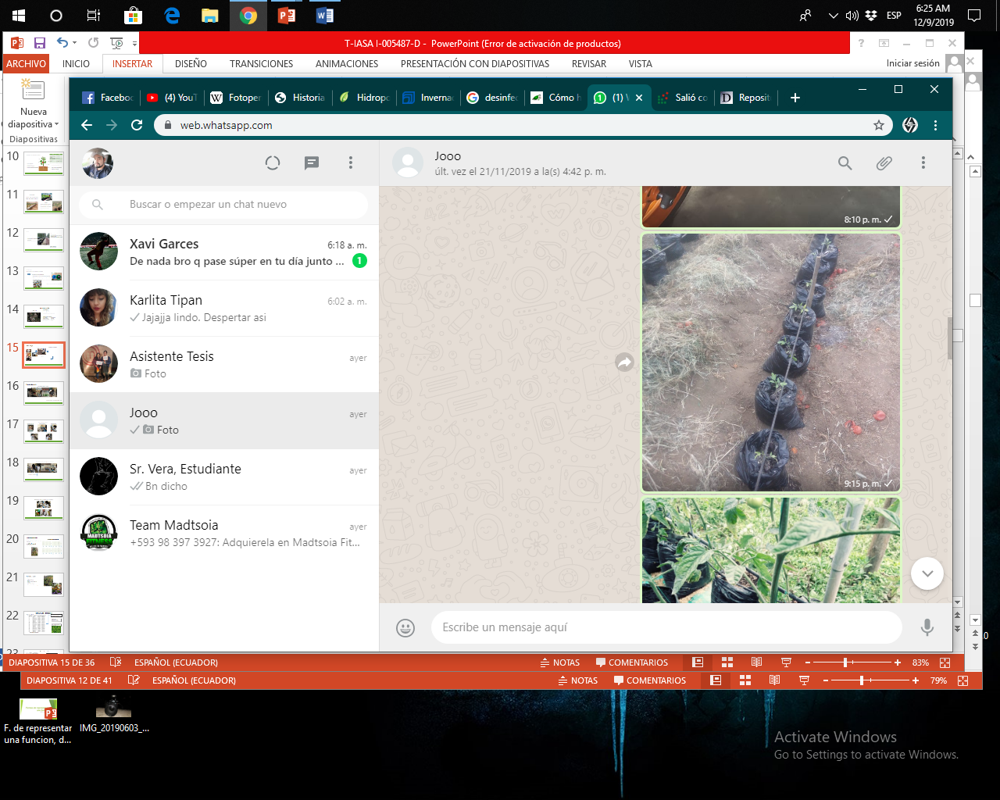 ESP
6:25 AM
12/9/2019
T-IASA I-005487-D - PowerPoint (Error de activación de productos)
ARCHIVO INICIO INSERTAR DISEÑO TRANSICIONES ANIMACIONES PRESENTACIÓN CON DIAPOSITIVAS REVISAR VISTA
Iniciar sesión
Nueva
diapositiva
Diapositivas
Faceboo
(4) YouT
Fotoper
Historia
Hidropo
Inverna
desinfec
Cómo h
(1)
Salió co
Reposit
web.whatsapp.com
Jooo
últ. vez el 21/11/2019 a la(s) 4:42 p. m.
Buscar o empezar un chat nuevo
Xavi Garces
6:18 a. m.
De nada bro q pase súper en tu día junto ...
1
Karlita Tipan
6:02 a. m.
Jajajja lindo. Despertar asi
Asistente Tesis
ayer
Foto
Jooo
ayer
Foto
Sr. Vera, Estudiante
ayer
Bn dicho
Team Madtsoia
ayer
+593 98 397 3927: Adquierela en Madtsoia Fit...
MADTSOIA
FITNESS
8:10 p. m.
9:15 p. m.
Escribe un mensaje aquí
10
11
12
13
14
15
16
17
18
19
20
21
22
23
DIAPOSITIVA 15 DE 36 ESPAÑOL (ECUADOR) NOTAS COMENTARIOS 83%
DIAPOSITIVA 12 DE 41 ESPAÑOL (ECUADOR) NOTAS COMENTARIOS 79%
F. de representar
una funcion, d...
IMG_20190603_...
Activate Windows
Go to Settings to activate Windows.